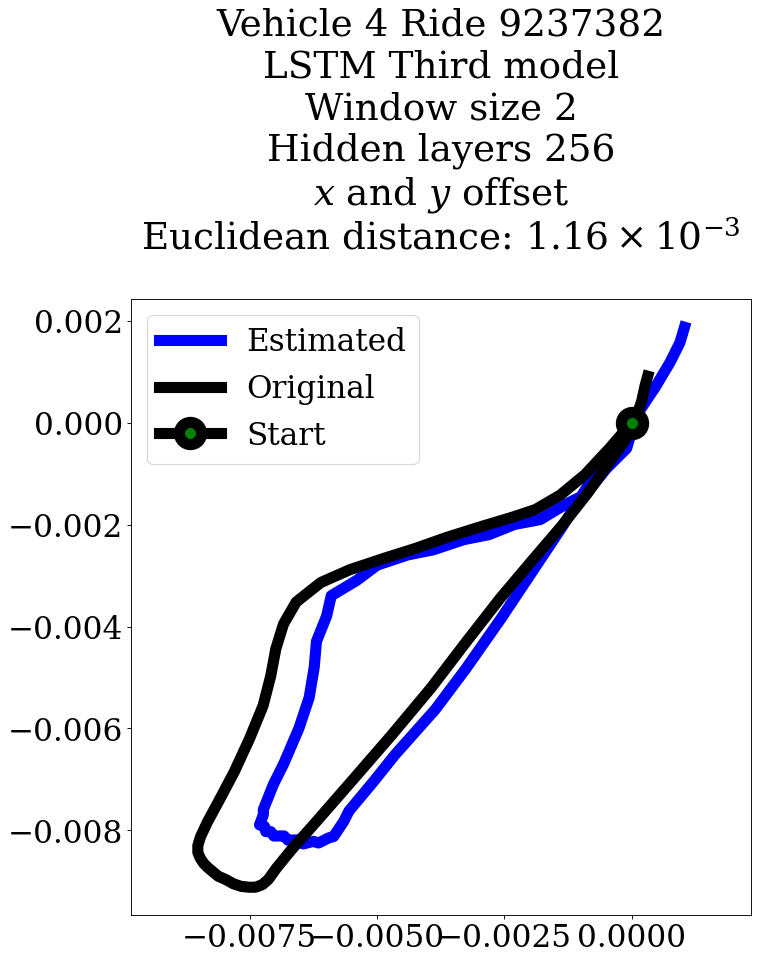 Vehicle 4 Ride 9237382
LSTM Third model
Window size 2
Hidden layers 256
x and y offset
Euclidean distance: 1.16 × 10⁻³
Estimated
Original
Start
0.002
0.000
−0.002
−0.004
−0.006
−0.008
−0.0075 −0.0050 −0.0025 0.0000